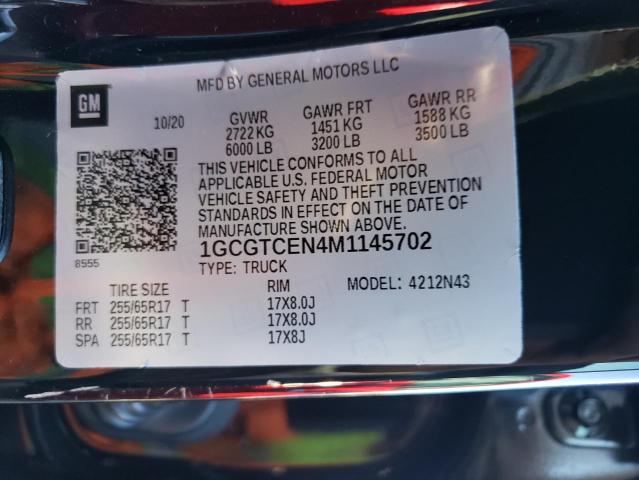 MFD BY GENERAL MOTORS LLC
GM
10/20 GVWR GAWR FRT GAWR RR
2722 KG 1451 KG 1588 KG
6000 LB 3200 LB 3500 LB
THIS VEHICLE CONFORMS TO ALL
APPLICABLE U.S. FEDERAL MOTOR
VEHICLE SAFETY AND THEFT PREVENTION
STANDARDS IN EFFECT ON THE DATE OF
MANUFACTURE SHOWN ABOVE.
1GCGTCEN4M1145702
8555
TYPE: TRUCK
MODEL: 4212N43
TIRE SIZE RIM
FRT 255/65R17 T 17X8.0J
RR 255/65R17 T 17X8.0J
SPA 255/65R17 T 17X8J